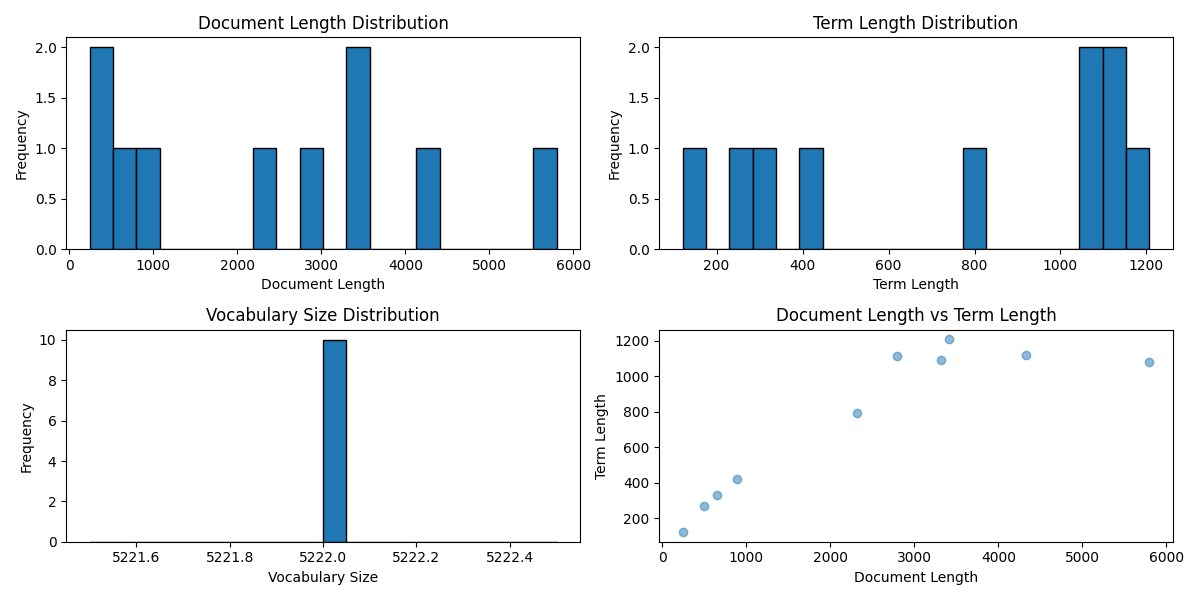 Document Length Distribution
Term Length Distribution
Frequency
2.0
1.5
1.0
0.5
0.0
0 1000 2000 3000 4000 5000 6000
Document Length
Frequency
2.0
1.5
1.0
0.5
0.0
200 400 600 800 1000 1200
Term Length
Vocabulary Size Distribution
Document Length vs Term Length
Frequency
10
8
6
4
2
0
5221.6 5221.8 5222.0 5222.2 5222.4
Vocabulary Size
Term Length
1200
1000
800
600
400
200
0 1000 2000 3000 4000 5000 6000
Document Length